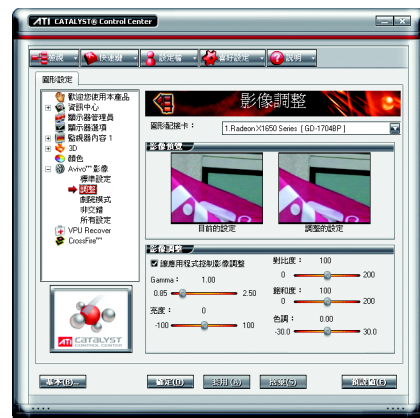 ATI CATALYST® Control Center
檢視 快速鍵 設定檔 喜好設定 說明
圖形設定
歡迎您使用本產品
資訊中心
顯示器管理員
顯示器選項
監視器內容 1
3D
顏色
Avivo™ 影像
標準設定
調整
劇院模式
非交錯
所有設定
VPU Recover
CrossFire™
ATI CATALYST
CONTROL CENTER
影像調整
圖形配接卡：
1.Radeon X1650 Series [ GD-1704BP ]
影像預覽
目前的設定
調整的設定
影像調整
讓應用程式控制影像調整
Gamma： 1.00
0.85 2.50
亮度： 0
-100 100
對比度： 100
0 200
飽和度： 100
0 200
色調： 0.00
-30.0 30.0
基本(B)... 確定(O) 套用(A) 捨棄(S) 預設值(E)